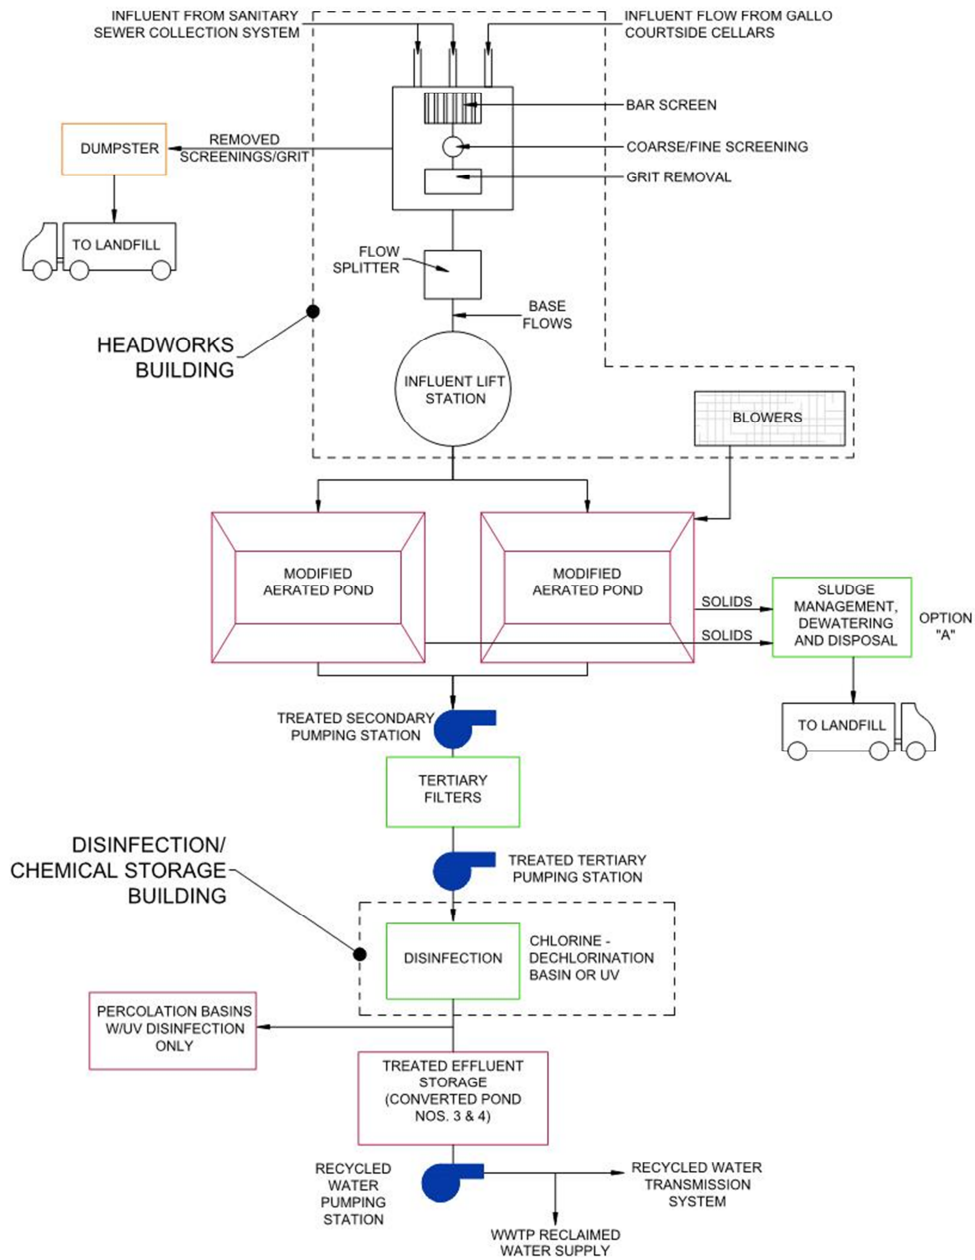 INFLUENT FROM SANITARY
SEWER COLLECTION SYSTEM
INFLUENT FLOW FROM GALLO
COURTSIDE CELLARS
BAR SCREEN
COARSE/FINE SCREENING
GRIT REMOVAL
REMOVED
SCREENINGS/GRIT
DUMPSTER
TO LANDFILL
FLOW
SPLITTER
BASE
FLOWS
HEADWORKS
BUILDING
INFLUENT LIFT
STATION
BLOWERS
MODIFIED
AERATED POND
MODIFIED
AERATED POND
SOLIDS
SOLIDS
SLUDGE
MANAGEMENT,
DEWATERING
AND DISPOSAL
OPTION
"A"
TO LANDFILL
TREATED SECONDARY
PUMPING STATION
TERTIARY
FILTERS
TREATED TERTIARY
PUMPING STATION
DISINFECTION/
CHEMICAL STORAGE
BUILDING
DISINFECTION
CHLORINE -
DECHLORINATION
BASIN OR UV
PERCOLATION BASINS
W/UV DISINFECTION
ONLY
TREATED EFFLUENT
STORAGE
(CONVERTED POND
NOS. 3 & 4)
RECYCLED
WATER
PUMPING
STATION
RECYCLED WATER
TRANSMISSION
SYSTEM
WWTP RECLAIMED
WATER SUPPLY